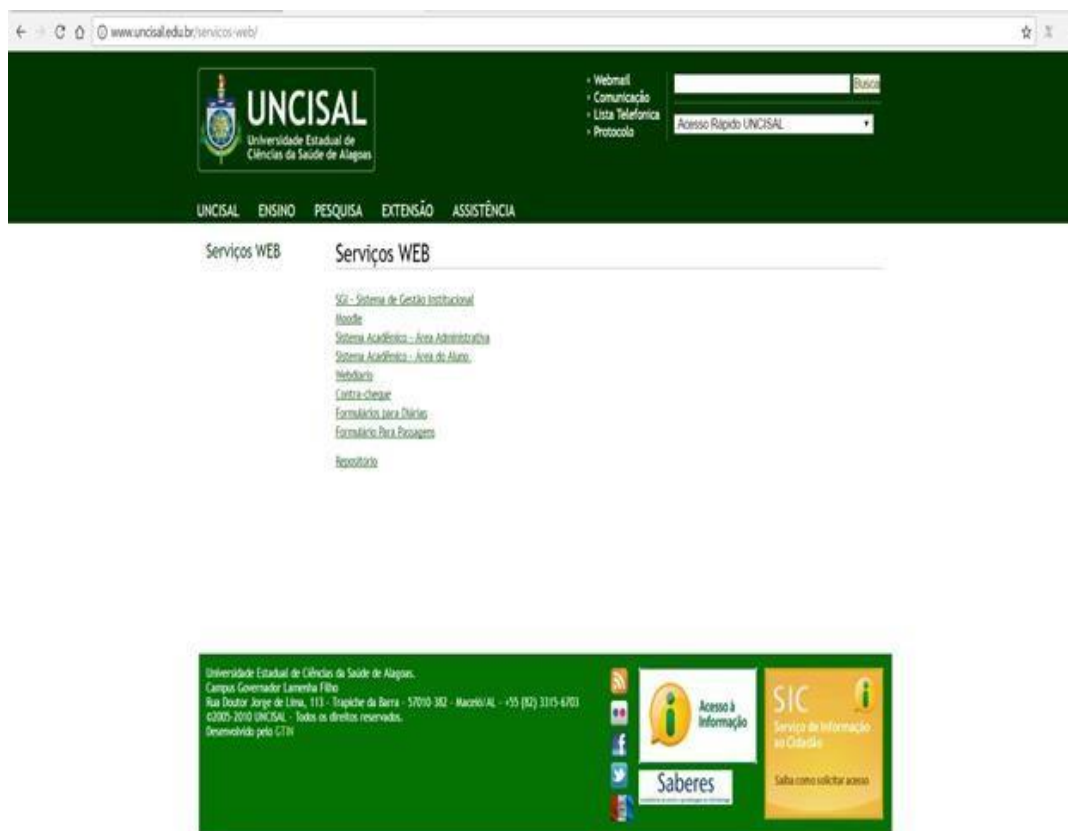 www.uncisal.edu.br/servicos-web/
UNCISAL
Universidade Estadual de
Ciências da Saúde de Alagoas
Webmail
Comunicação
Lista Telefonica
Protocolo
Busca
Acesso Rápido UNCISAL
UNCISAL ENSINO PESQUISA EXTENSÃO ASSISTÊNCIA
Serviços WEB
Serviços WEB
SGI - Sistema de Gestão Institucional
Moodle
Sistema Acadêmico - Área Administrativa
Sistema Acadêmico - Área do Aluno
Webdiario
Contra-cheque
Formulários para Diárias
Formulário Para Passagens
Repositório
Universidade Estadual de Ciências da Saúde de Alagoas.
Campus Governador Lamenha Filho
Rua Doutor Jorge de Lima, 113 - Trapiche da Barra - 57010-382 - Maceió/AL - +55 (82) 3315-6703
©2005-2010 UNCISAL - Todos os direitos reservados.
Desenvolvido pelo GTIN
Acesso à
Informação
Saberes
SIC
Serviço de Informação
ao Cidadão
Saiba como solicitar acesso